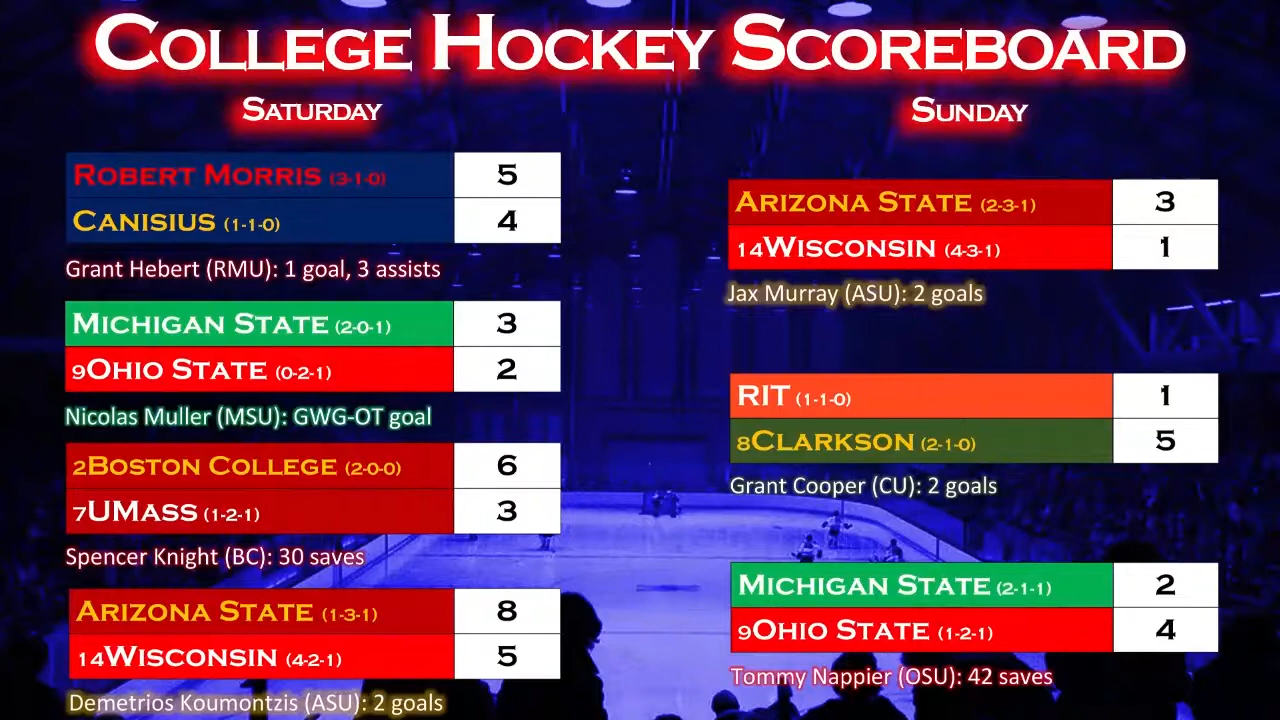 COLLEGE HOCKEY SCOREBOARD
SATURDAY
ROBERT MORRIS (3-1-0) 5
CANISIUS (1-1-0) 4
Grant Hebert (RMU): 1 goal, 3 assists
MICHIGAN STATE (2-0-1) 3
9OHIO STATE (0-2-1) 2
Nicolas Muller (MSU): GWG-OT goal
2BOSTON COLLEGE (2-0-0) 6
7UMASS (1-2-1) 3
Spencer Knight (BC): 30 saves
ARIZONA STATE (1-3-1) 8
14WISCONSIN (4-2-1) 5
Demetrios Koumontzis (ASU): 2 goals
SUNDAY
ARIZONA STATE (2-3-1) 3
14WISCONSIN (4-3-1) 1
Jax Murray (ASU): 2 goals
RIT (1-1-0) 1
8CLARKSON (2-1-0) 5
Grant Cooper (CU): 2 goals
MICHIGAN STATE (2-1-1) 2
9OHIO STATE (1-2-1) 4
Tommy Nappier (OSU): 42 saves